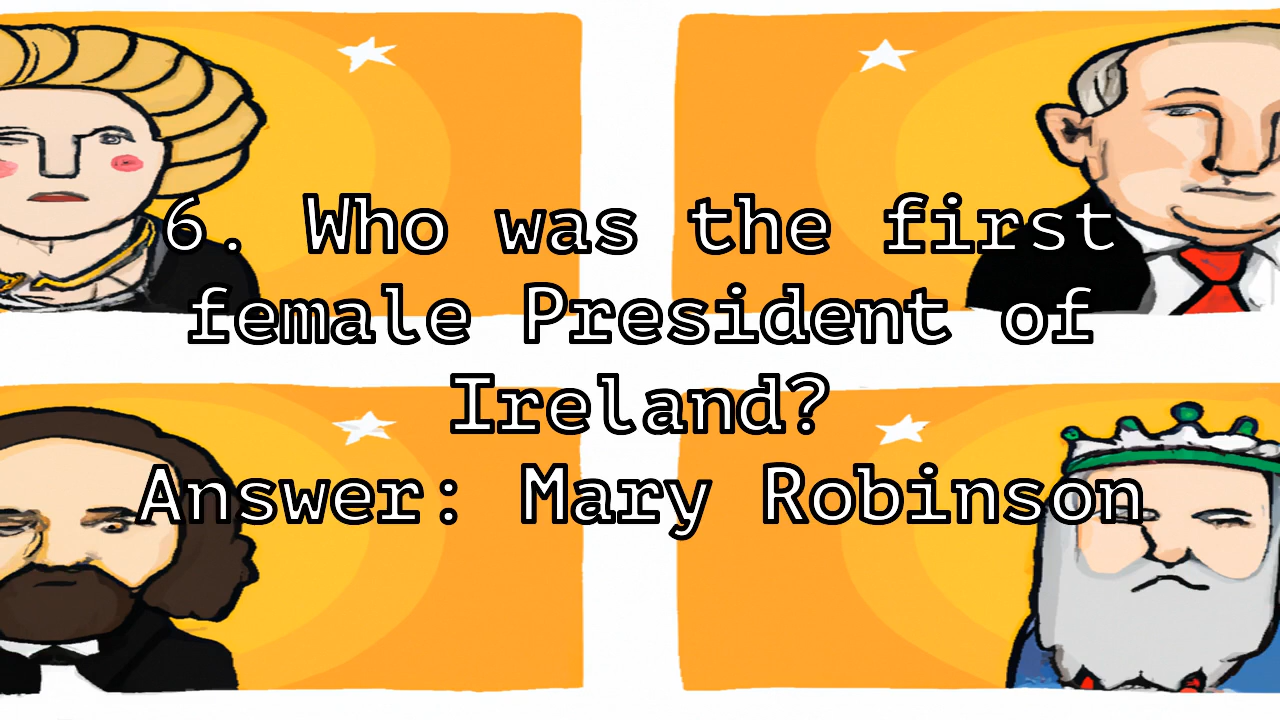 6. Who was the first
female President of
Ireland?
Answer: Mary Robinson